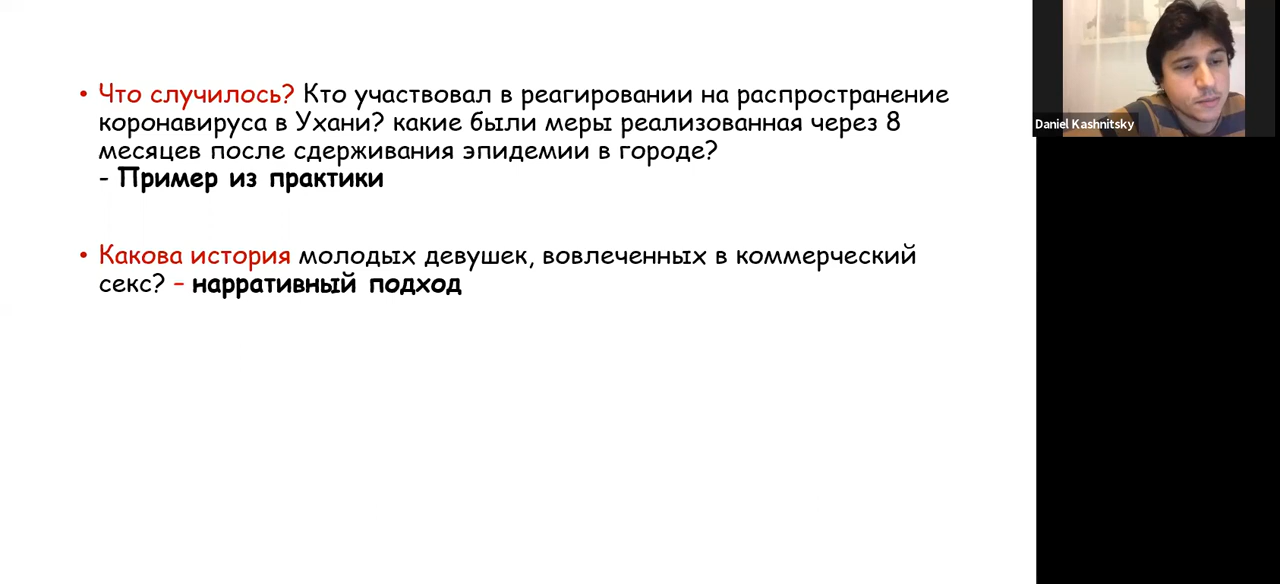 • Что случилось? Кто участвовал в реагировании на распространение
коронавируса в Ухани? какие были меры реализованная через 8
месяцев после сдерживания эпидемии в городе?
- Пример из практики
• Какова история молодых девушек, вовлеченных в коммерческий
секс? – нарративный подход
Daniel Kashnitsky